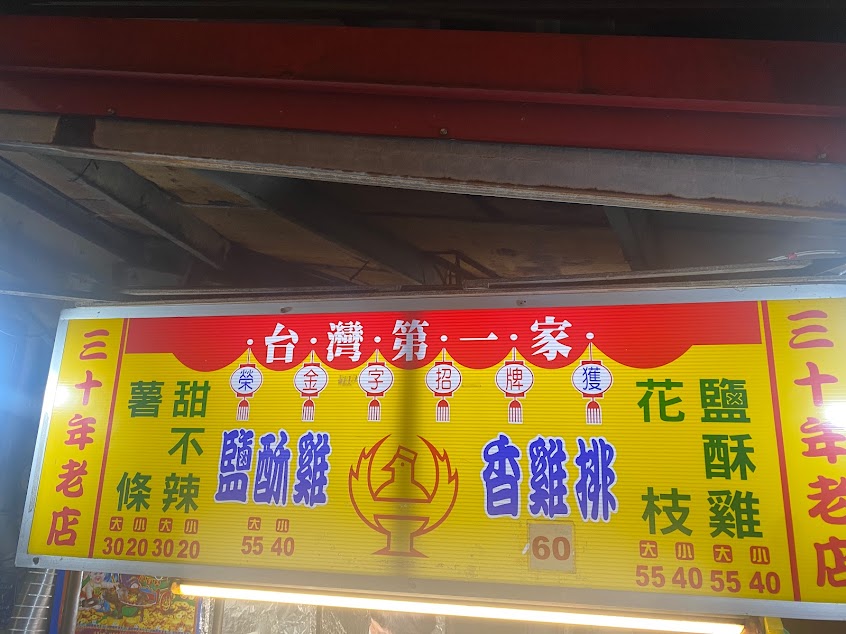 ·台·灣·第·一·家·
榮金字招牌獲
三十年老店
薯條
大 小
30 20
甜不辣
大 小
30 20
鹽酥雞
大 小
55 40
香雞排
60
花枝
大 小
55 40
鹽酥雞
大 小
55 40
三十年老店